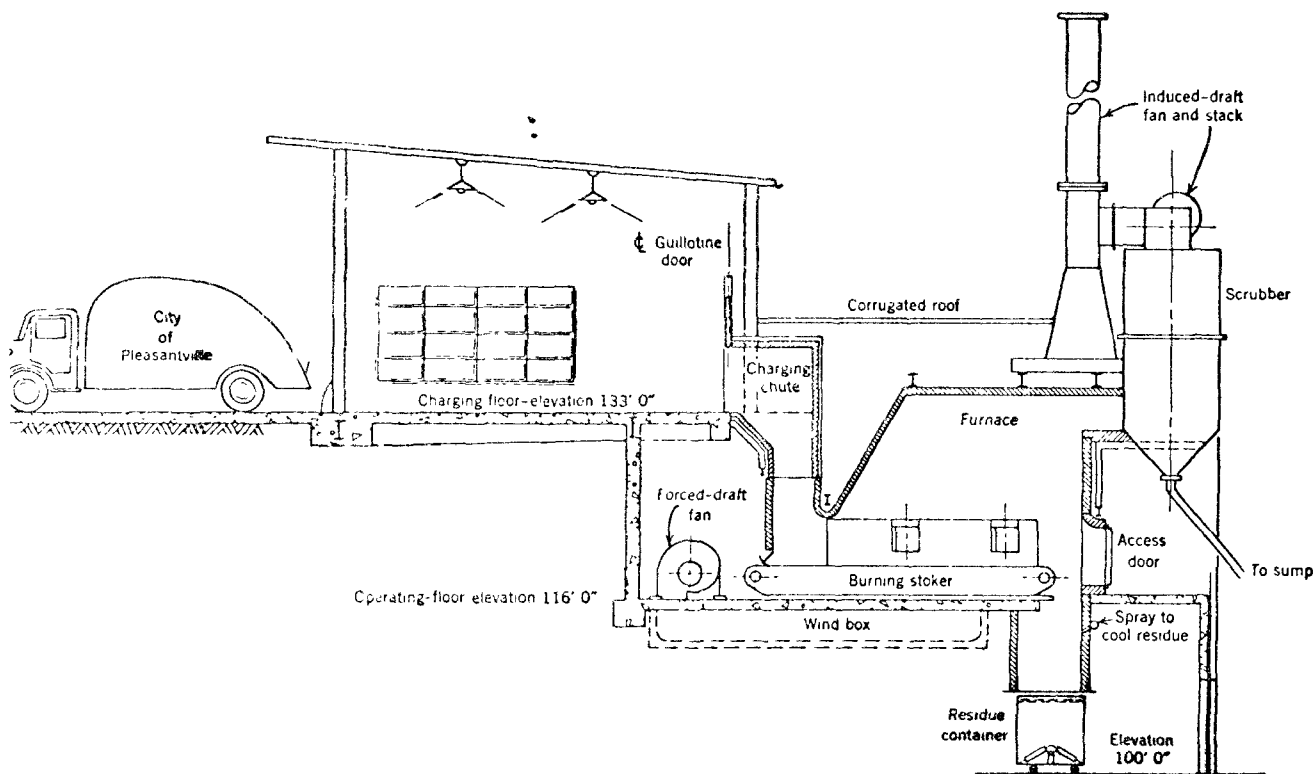 Induced-draft
fan and stack
℄ Guillotine
door
Scrubber
Corrugated roof
City
of
Pleasantville
Charging
chute
Charging floor-elevation 133' 0"
Furnace
Forced-draft
fan
Access
door
To sump
Burning stoker
Operating-floor elevation 116' 0"
Wind box
Spray to
cool residue
Residue
container
Elevation
100' 0"